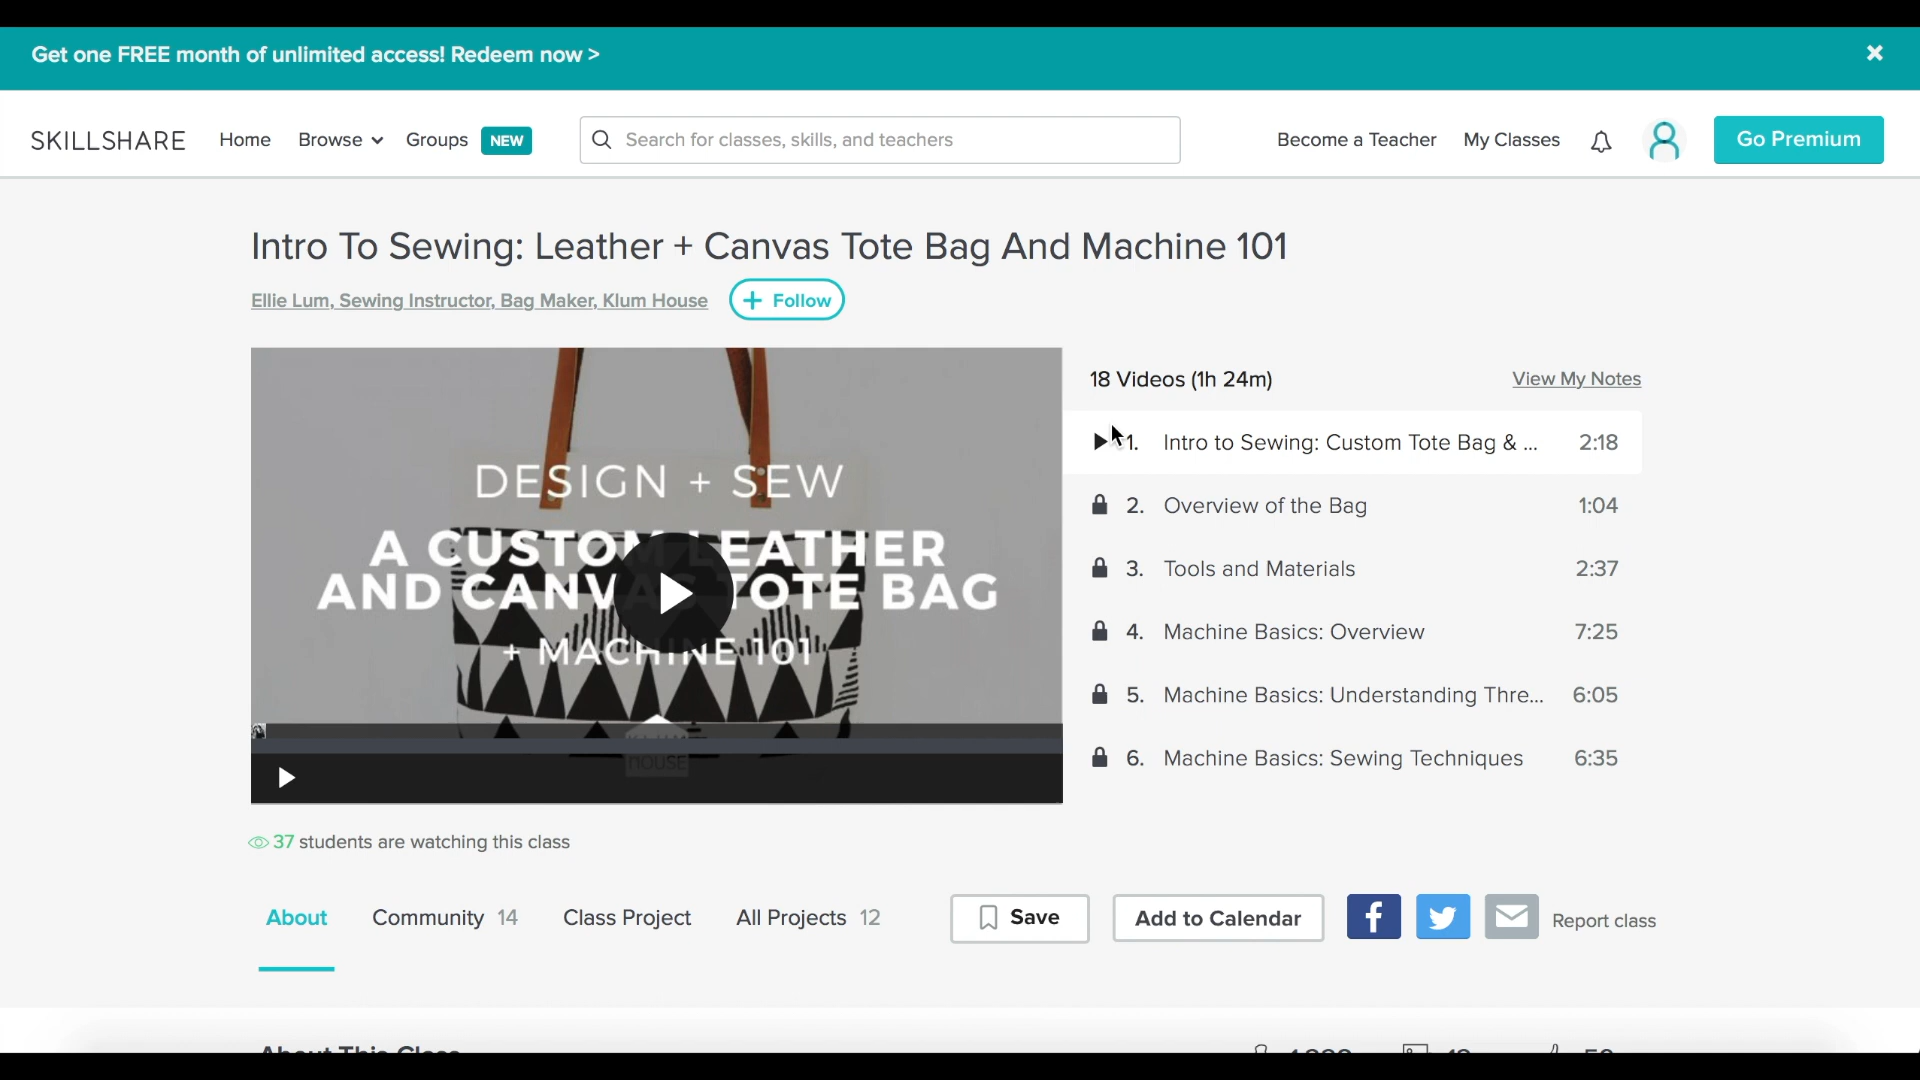 Get one FREE month of unlimited access! Redeem now >
SKILLSHARE Home Browse Groups NEW Search for classes, skills, and teachers Become a Teacher My Classes Go Premium
Intro To Sewing: Leather + Canvas Tote Bag And Machine 101
Ellie Lum, Sewing Instructor, Bag Maker, Klum House + Follow
DESIGN + SEW
A CUSTOM LEATHER
AND CANVAS TOTE BAG
+ MACHINE 101
HOUSE
18 Videos (1h 24m) View My Notes
1. Intro to Sewing: Custom Tote Bag & ... 2:18
2. Overview of the Bag 1:04
3. Tools and Materials 2:37
4. Machine Basics: Overview 7:25
5. Machine Basics: Understanding Thre... 6:05
6. Machine Basics: Sewing Techniques 6:35
37 students are watching this class
About Community 14 Class Project All Projects 12 Save Add to Calendar Report class
About This Class